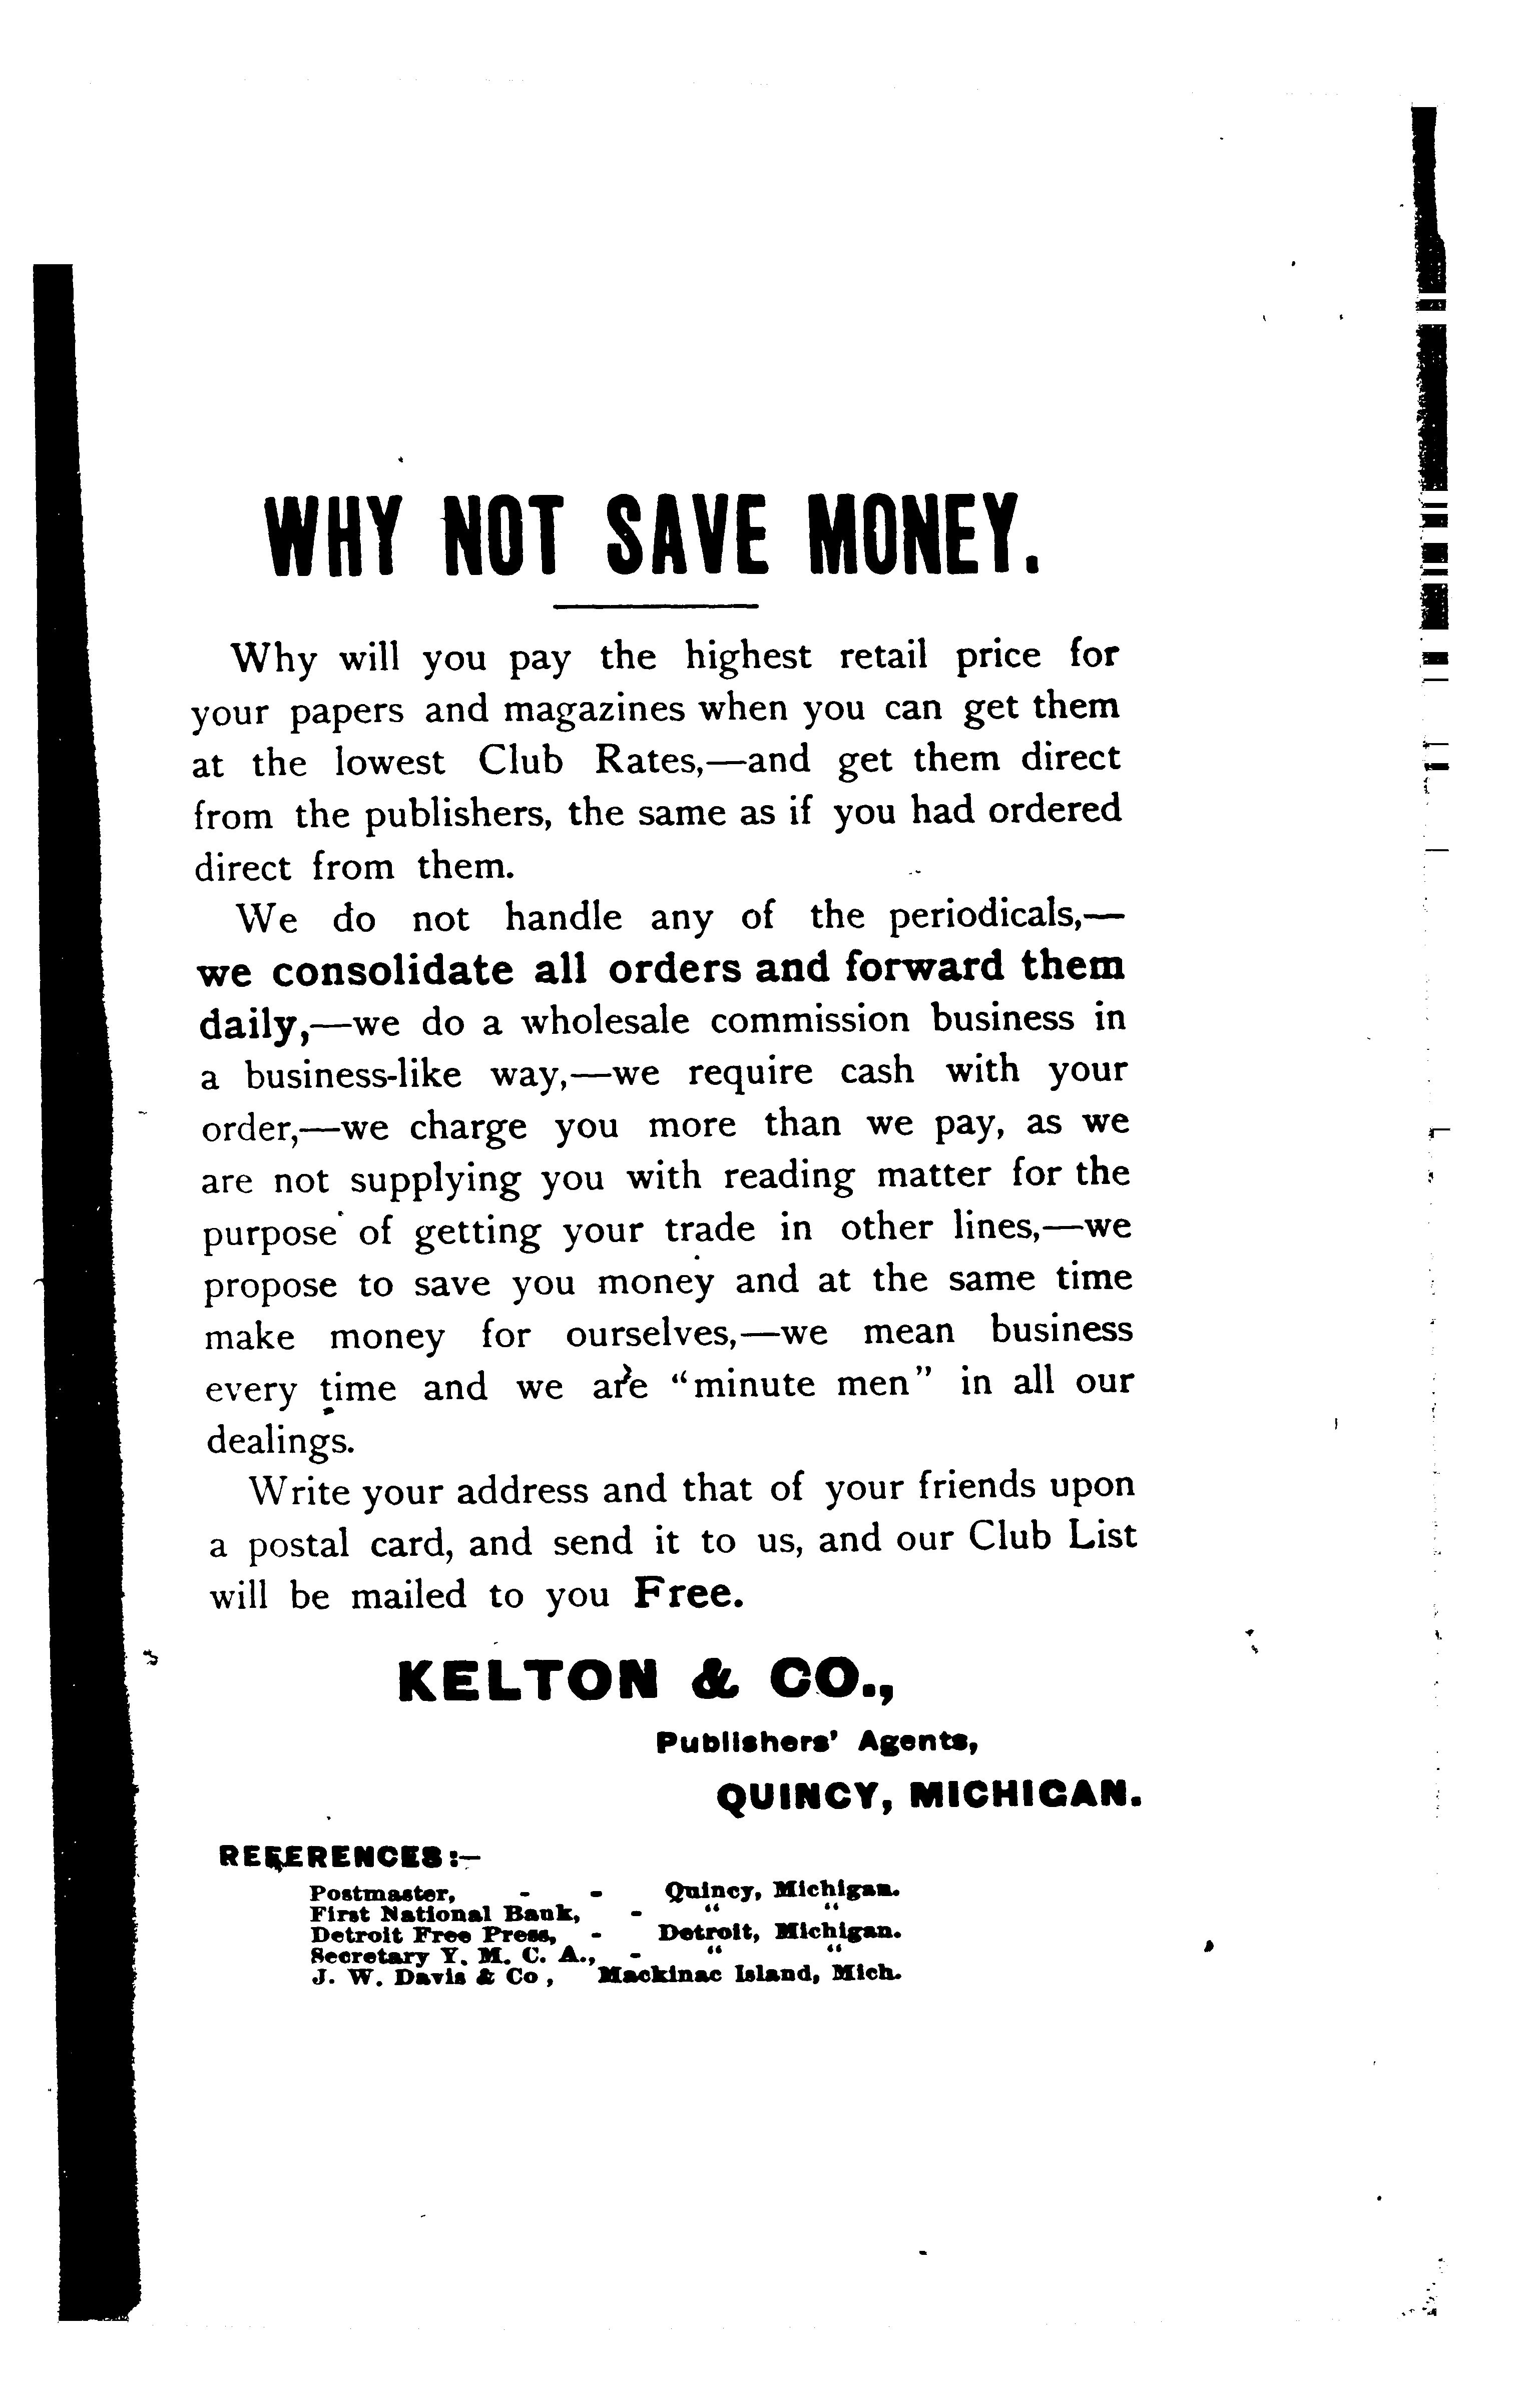 WHY NOT SAVE MONEY.
Why will you pay the highest retail price for
your papers and magazines when you can get them
at the lowest Club Rates,—and get them direct
from the publishers, the same as if you had ordered
direct from them.
We do not handle any of the periodicals,—
we consolidate all orders and forward them
daily,—we do a wholesale commission business in
a business-like way,—we require cash with your
order,—we charge you more than we pay, as we
are not supplying you with reading matter for the
purpose of getting your trade in other lines,—we
propose to save you money and at the same time
make money for ourselves,—we mean business
every time and we are “minute men” in all our
dealings.
Write your address and that of your friends upon
a postal card, and send it to us, and our Club List
will be mailed to you Free.
KELTON & CO.,
Publishers’ Agents,
QUINCY, MICHIGAN.
REFERENCES:—
Postmaster, - - Quincy, Michigan.
First National Bank, - “ “
Detroit Free Press, - Detroit, Michigan.
Secretary Y. M. C. A., - “ “
J. W. Davis & Co , Mackinac Island, Mich.